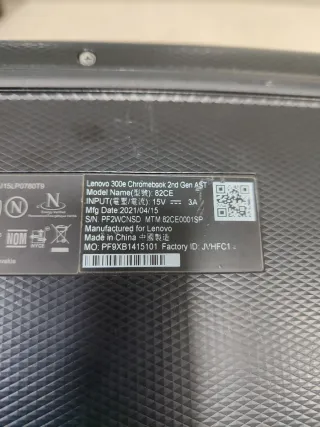 Lenovo 300e Chromebook 2nd Gen AST
Model Name(型號): 82CE
INPUT(電壓/電流): 15V ⎓ 3A
Mfg Date:2021/04/15
S/N: PF2WCNSD MTM:82CE0001SP
Manufactured for Lenovo
Made in China 中國製造
MO: PF9XB1415101 Factory ID: JVHFC1
N
N
NOM